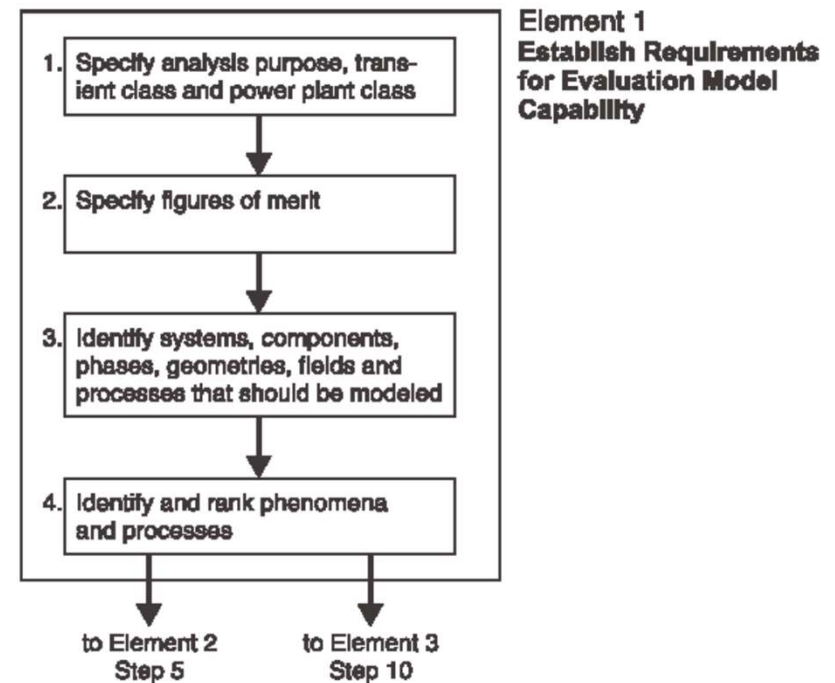 Element 1
Establish Requirements
for Evaluation Model
Capability
1. Specify analysis purpose, trans-
ient class and power plant class
2. Specify figures of merit
3. Identify systems, components,
phases, geometries, fields and
processes that should be modeled
4. Identify and rank phenomena
and processes
to Element 2
Step 5
to Element 3
Step 10